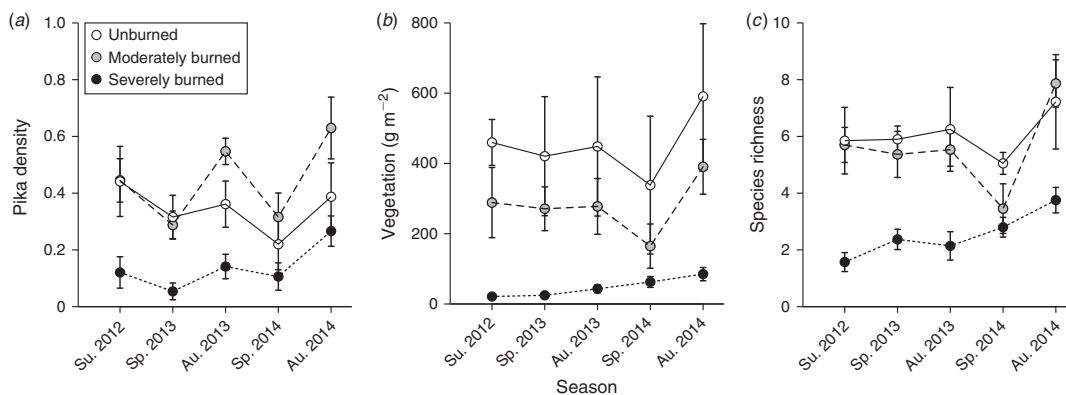 (a)
1.0
0.8
0.6
0.4
0.2
0
Pika density
Unburned
Moderately burned
Severely burned
Su. 2012
Sp. 2013
Au. 2013
Sp. 2014
Au. 2014
(b)
800
600
400
200
0
Vegetation (g m−2)
Su. 2012
Sp. 2013
Au. 2013
Sp. 2014
Au. 2014
Season
(c)
10
8
6
4
2
0
Species richness
Su. 2012
Sp. 2013
Au. 2013
Sp. 2014
Au. 2014